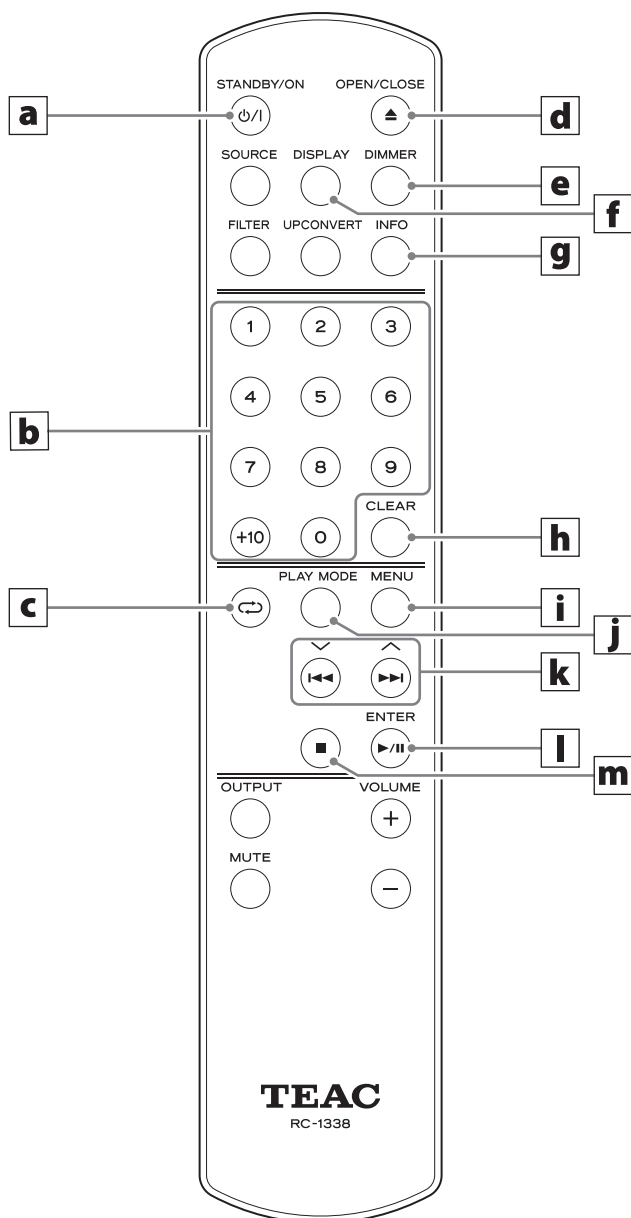 STANDBY/ON OPEN/CLOSE
a ⏻/I d
SOURCE DISPLAY DIMMER
e
f
FILTER UPCONVERT INFO
g
1 2 3
4 5 6
b
7 8 9
CLEAR
+10 0 h
PLAY MODE MENU
c i
j
k
ENTER
l
m
OUTPUT VOLUME
+
MUTE
−
TEAC
RC-1338